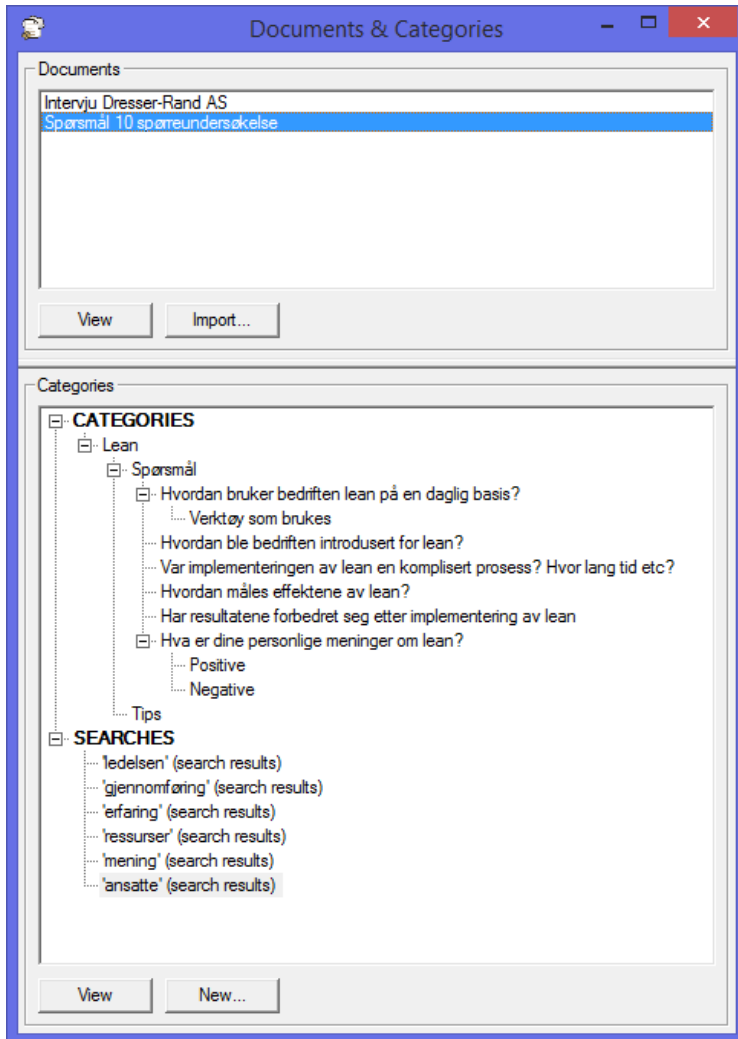 Documents & Categories
Documents
Intervju Dresser-Rand AS
Spørsmål 10 spørreundersøkelse
View Import...
Categories
CATEGORIES
Lean
Spørsmål
Hvordan bruker bedriften lean på en daglig basis?
Verktøy som brukes
Hvordan ble bedriften introdusert for lean?
Var implementeringen av lean en komplisert prosess? Hvor lang tid etc?
Hvordan måles effektene av lean?
Har resultatene forbedret seg etter implementering av lean
Hva er dine personlige meninger om lean?
Positive
Negative
Tips
SEARCHES
'ledelsen' (search results)
'gjennomføring' (search results)
'erfaring' (search results)
'ressurser' (search results)
'mening' (search results)
'ansatte' (search results)
View New...